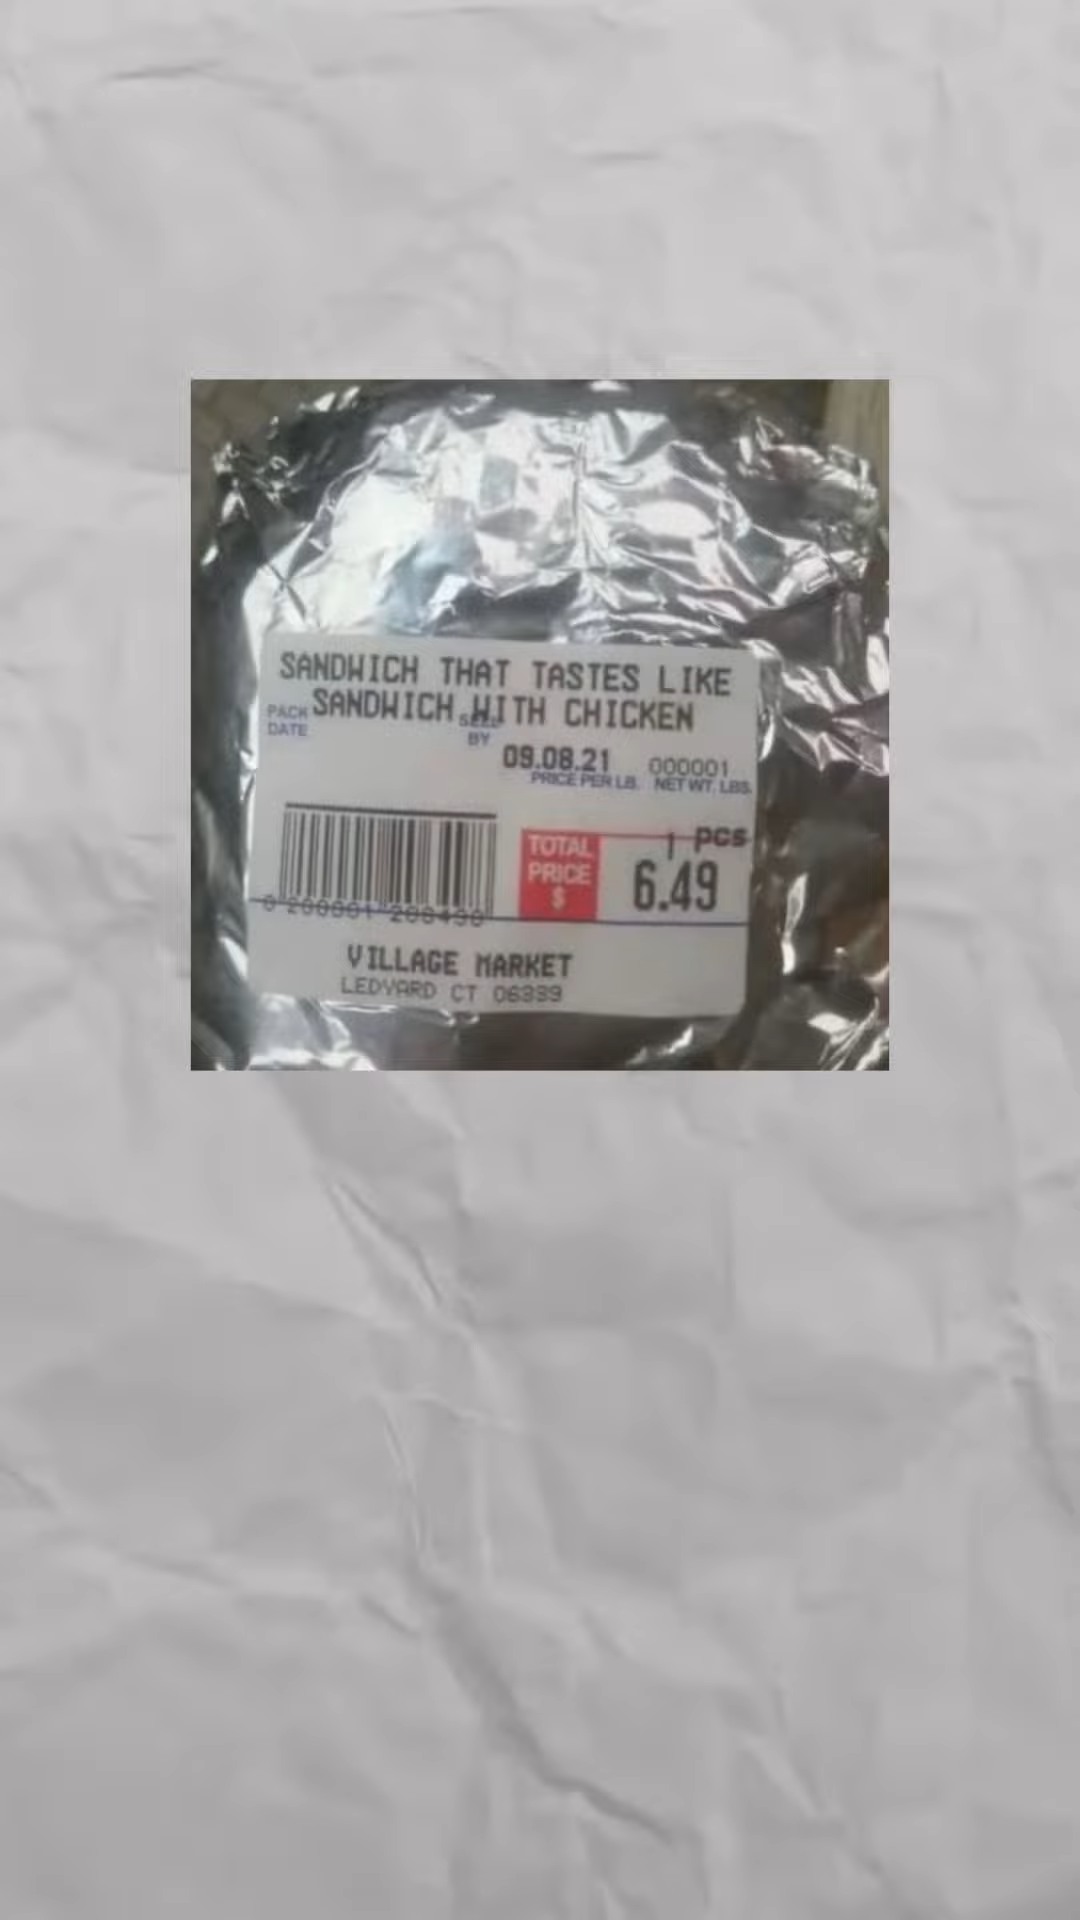 SANDWICH THAT TASTES LIKE
SANDWICH WITH CHICKEN
PACK
DATE
SELL
BY
09.08.21 000001
PRICE PER LB. NET WT. LBS.
1 pcs
TOTAL
PRICE
$
6.49
VILLAGE MARKET
LEDYARD CT 06339